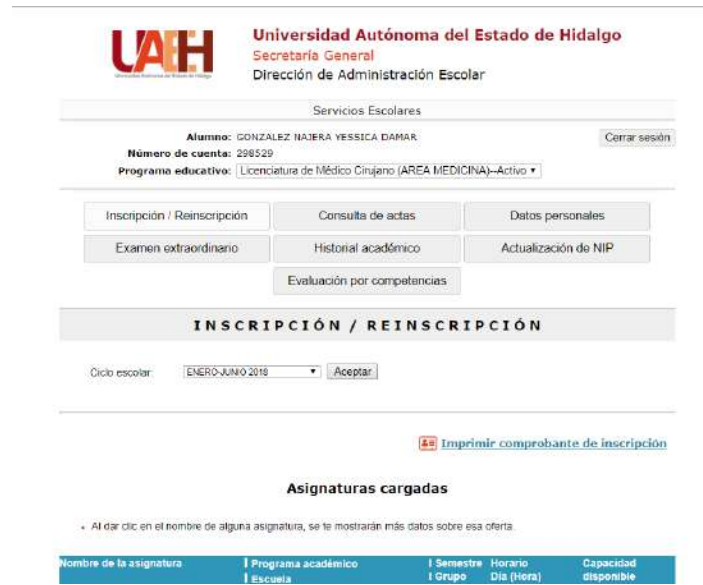 UAEH
Universidad Autónoma del Estado de Hidalgo
Secretaría General
Dirección de Administración Escolar
Servicios Escolares
Alumno: GONZALEZ NAJERA YESSICA DAMAR
Cerrar sesión
Número de cuenta: 298529
Programa educativo: Licenciatura de Médico Cirujano (AREA MEDICINA)--Activo
Inscripción / Reinscripción Consulta de actas Datos personales
Examen extraordinario Historial académico Actualización de NIP
Evaluación por competencias
INSCRIPCIÓN / REINSCRIPCIÓN
Ciclo escolar: ENERO-JUNIO 2018 Aceptar
Imprimir comprobante de inscripción
Asignaturas cargadas
Al dar clic en el nombre de alguna asignatura, se te mostrarán más datos sobre esa oferta.
Nombre de la asignatura | Programa académico | Semestre Horario Capacidad
| Escuela | Grupo Día (Hora) disponible